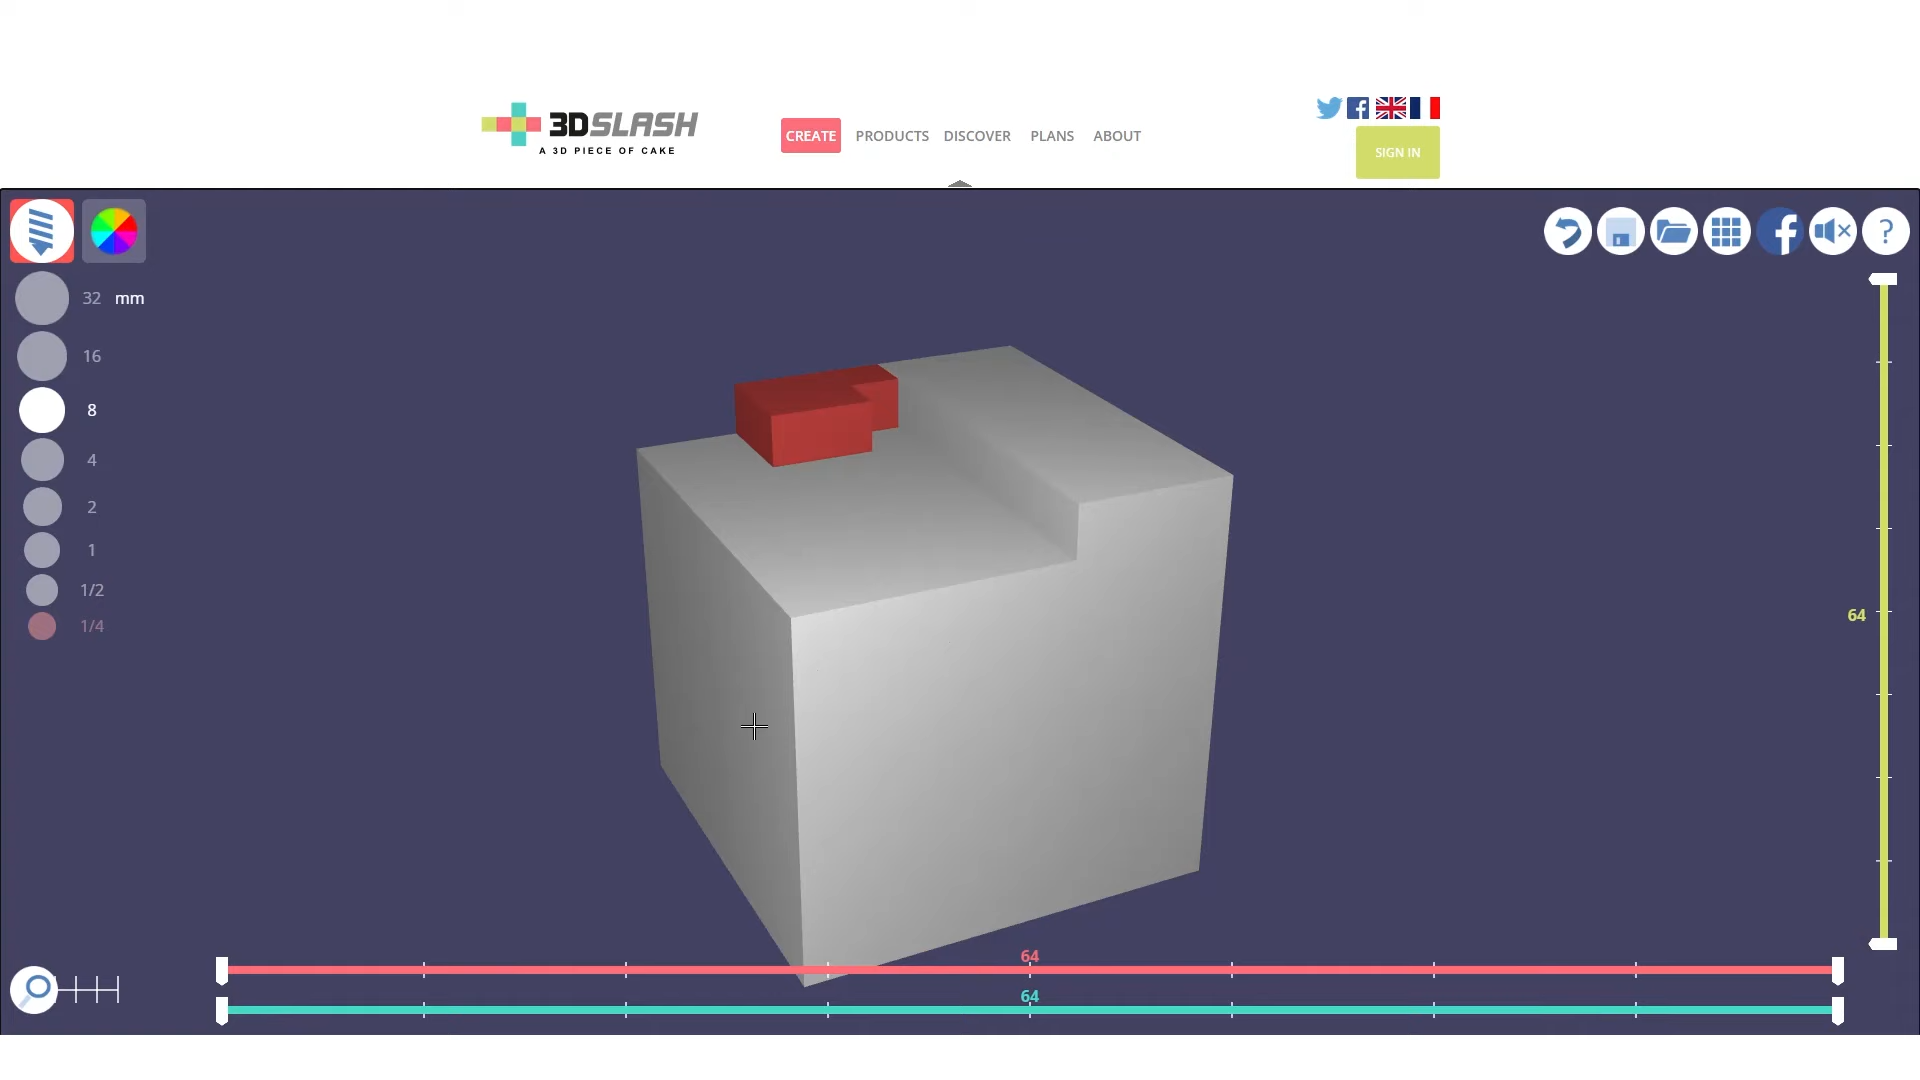 3DSLASH
A 3D PIECE OF CAKE
CREATE PRODUCTS DISCOVER PLANS ABOUT
SIGN IN
?
32 mm
16
8
4
2
1
1/2
1/4
64
64
64